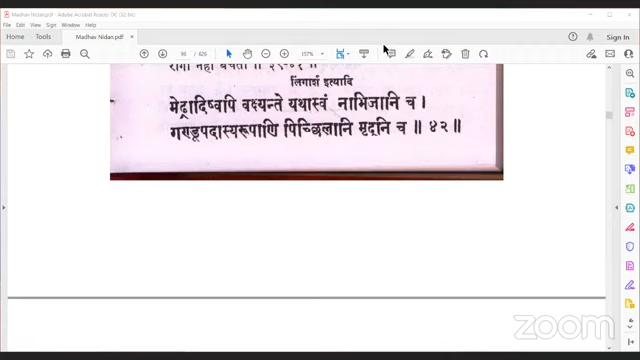 Madhav Nidan.pdf - Adobe Acrobat Reader DC (32-bit)
File Edit View Sign Window Help
Home Tools Madhav Nidan.pdf × Sign In
98 / 626 157%
लिंगार्श इत्यादि
मेढ्रादिष्वपि वक्ष्यन्ते यथास्वं नाभिजानि च ।
गण्डूपदास्यरूपाणि पिच्छिलानि मृदूनि च ॥ ४२ ॥
zoom